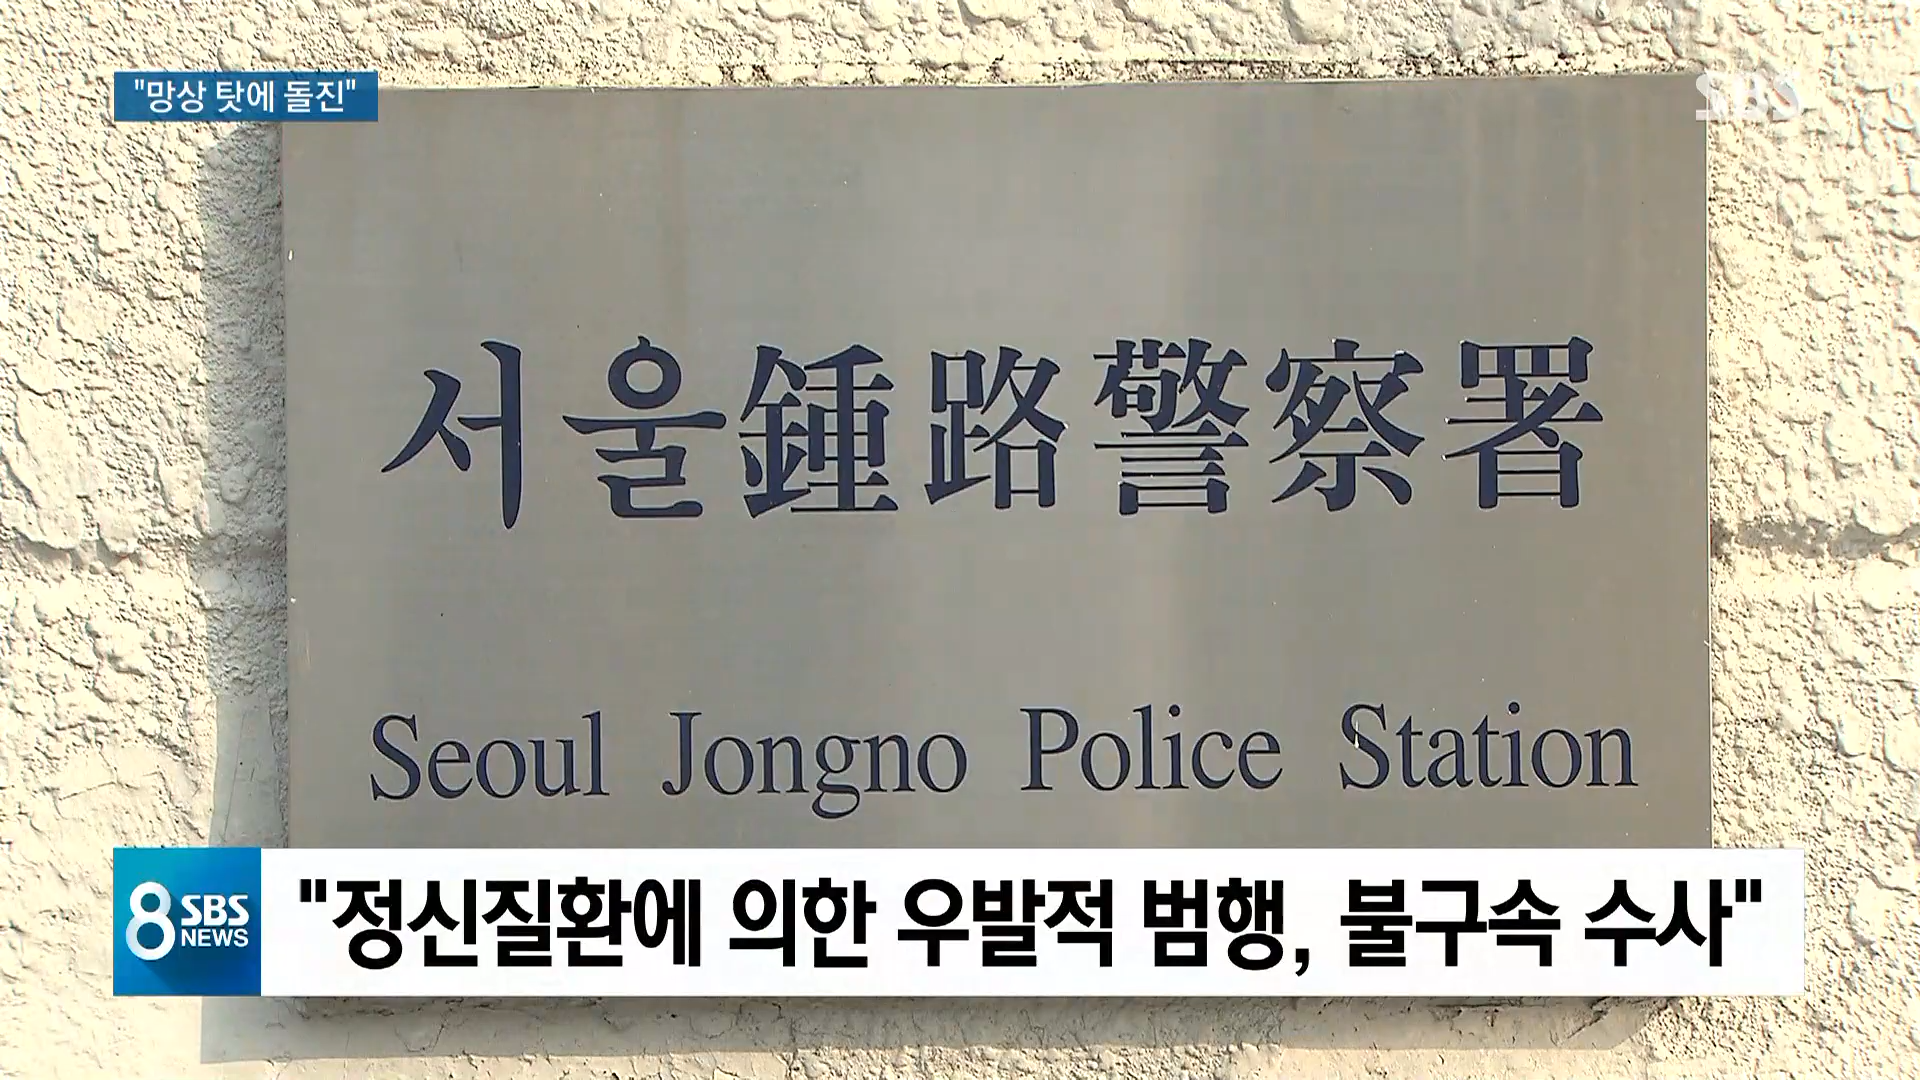 "망상 탓에 돌진"
SBS
서울鍾路警察署
Seoul Jongno Police Station
8 SBS NEWS
"정신질환에 의한 우발적 범행, 불구속 수사"